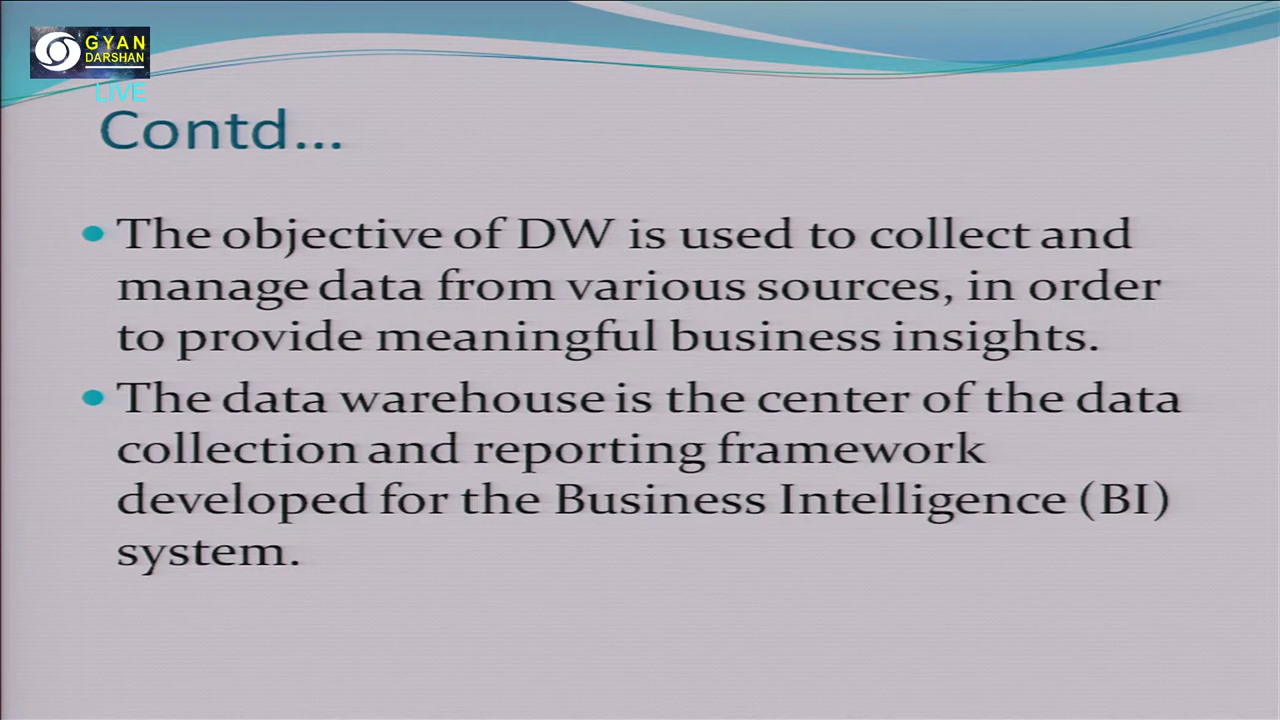 GYAN
DARSHAN
LIVE
Contd...
• The objective of DW is used to collect and
manage data from various sources, in order
to provide meaningful business insights.
• The data warehouse is the center of the data
collection and reporting framework
developed for the Business Intelligence (BI)
system.